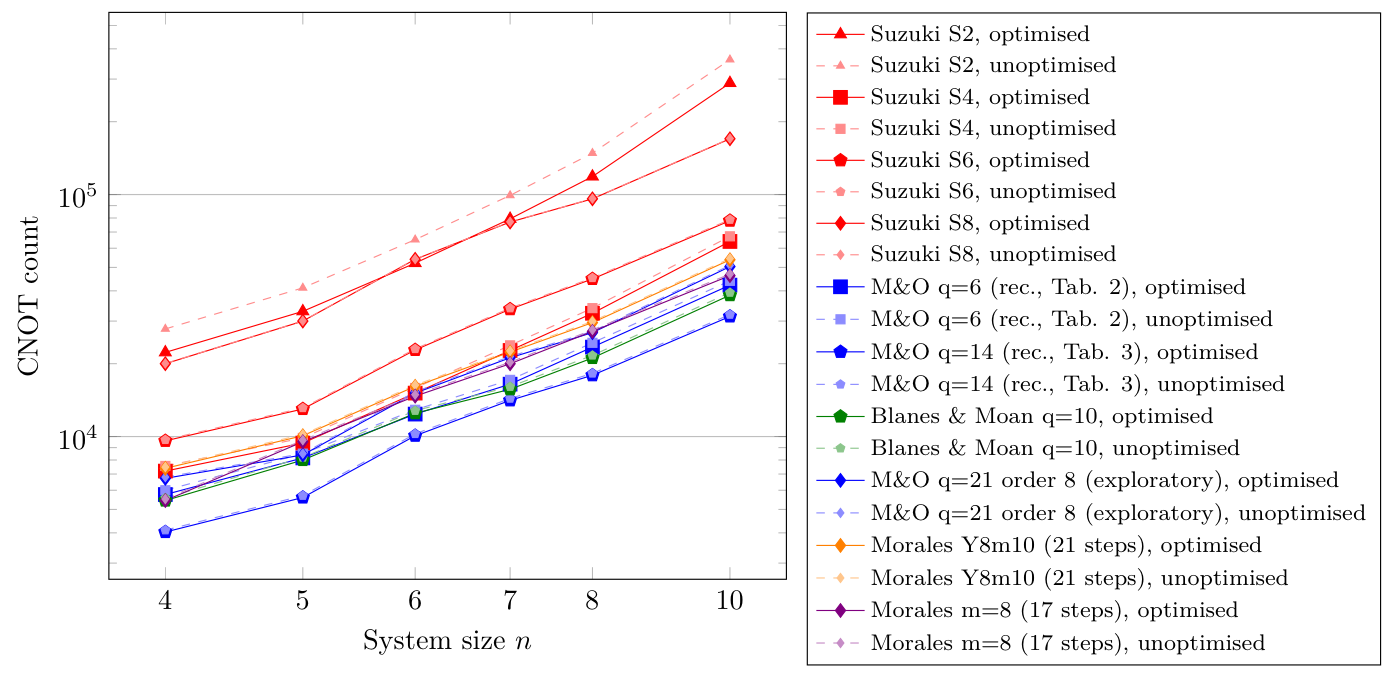 CNOT count
10^5
10^4
4 5 6 7 8 10
System size n
Suzuki S2, optimised
Suzuki S2, unoptimised
Suzuki S4, optimised
Suzuki S4, unoptimised
Suzuki S6, optimised
Suzuki S6, unoptimised
Suzuki S8, optimised
Suzuki S8, unoptimised
M&O q=6 (rec., Tab. 2), optimised
M&O q=6 (rec., Tab. 2), unoptimised
M&O q=14 (rec., Tab. 3), optimised
M&O q=14 (rec., Tab. 3), unoptimised
Blanes & Moan q=10, optimised
Blanes & Moan q=10, unoptimised
M&O q=21 order 8 (exploratory), optimised
M&O q=21 order 8 (exploratory), unoptimised
Morales Y8m10 (21 steps), optimised
Morales Y8m10 (21 steps), unoptimised
Morales m=8 (17 steps), optimised
Morales m=8 (17 steps), unoptimised